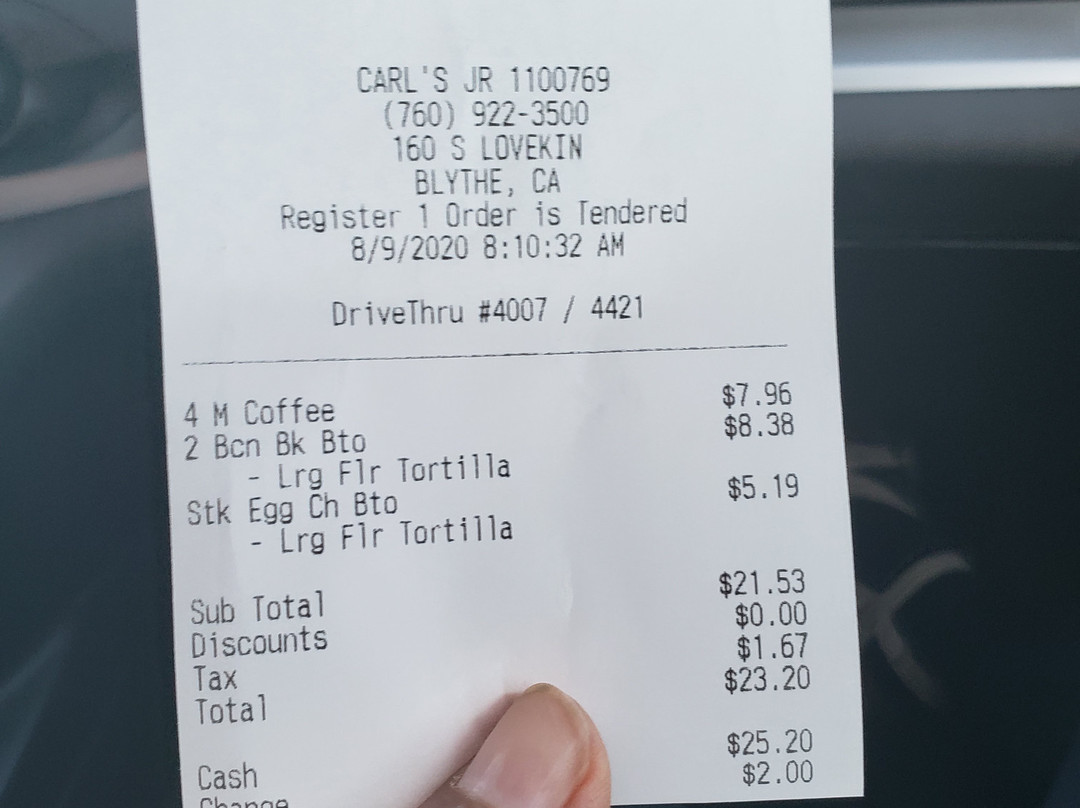 CARL'S JR 1100769
(760) 922-3500
160 S LOVEKIN
BLYTHE, CA
Register 1 Order is Tendered
8/9/2020 8:10:32 AM
DriveThru #4007 / 4421
4 M Coffee $7.96
2 Bcn Bk Bto $8.38
- Lrg Flr Tortilla
Stk Egg Ch Bto $5.19
- Lrg Flr Tortilla
Sub Total $21.53
Discounts $0.00
Tax $1.67
Total $23.20
Cash $25.20
Change $2.00